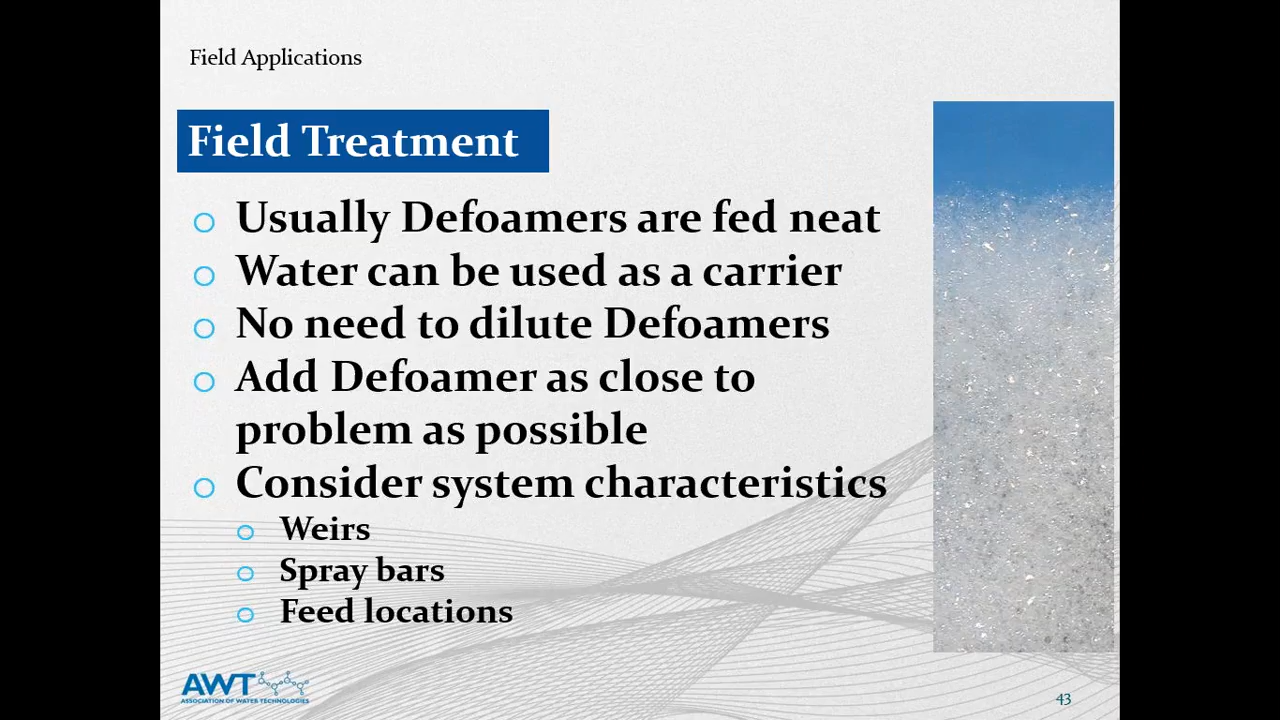 Field Applications
Field Treatment
Usually Defoamers are fed neat
Water can be used as a carrier
No need to dilute Defoamers
Add Defoamer as close to
problem as possible
Consider system characteristics
Weirs
Spray bars
Feed locations
AWT
ASSOCIATION OF WATER TECHNOLOGIES
43